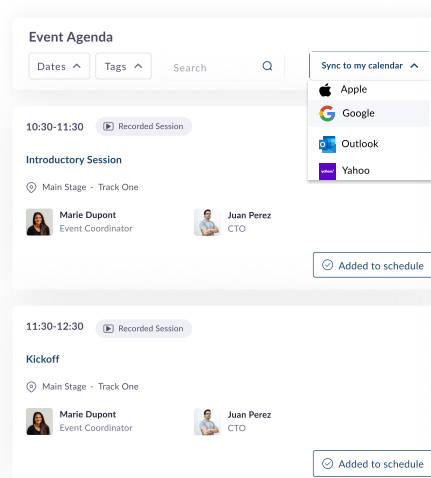 Event Agenda
Dates Tags Search Sync to my calendar
Apple
Google
Outlook
yahoo! Yahoo
10:30-11:30 Recorded Session
Introductory Session
Main Stage - Track One
Marie Dupont Juan Perez
Event Coordinator CTO
Added to schedule
11:30-12:30 Recorded Session
Kickoff
Main Stage - Track One
Marie Dupont Juan Perez
Event Coordinator CTO
Added to schedule